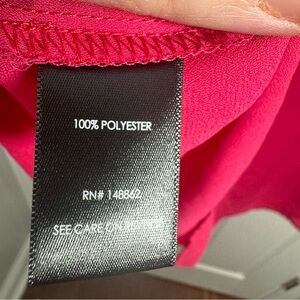 100% POLYESTER
RN# 148862
SEE CARE ON